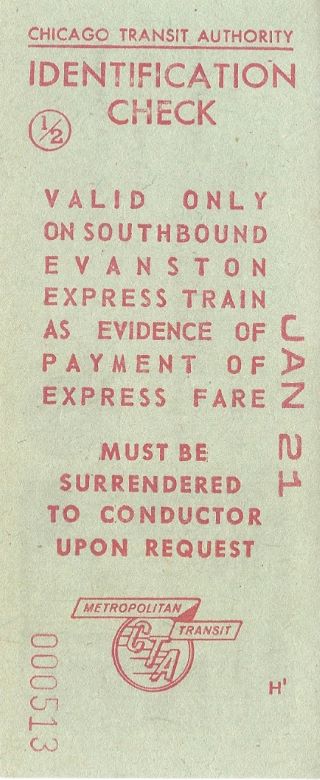 CHICAGO TRANSIT AUTHORITY
IDENTIFICATION
CHECK
1/2
VALID ONLY
ON SOUTHBOUND
EVANSTON
EXPRESS TRAIN
AS EVIDENCE OF
PAYMENT OF
EXPRESS FARE
JAN 21
MUST BE
SURRENDERED
TO CONDUCTOR
UPON REQUEST
METROPOLITAN
TRANSIT
CTA
000513
H'